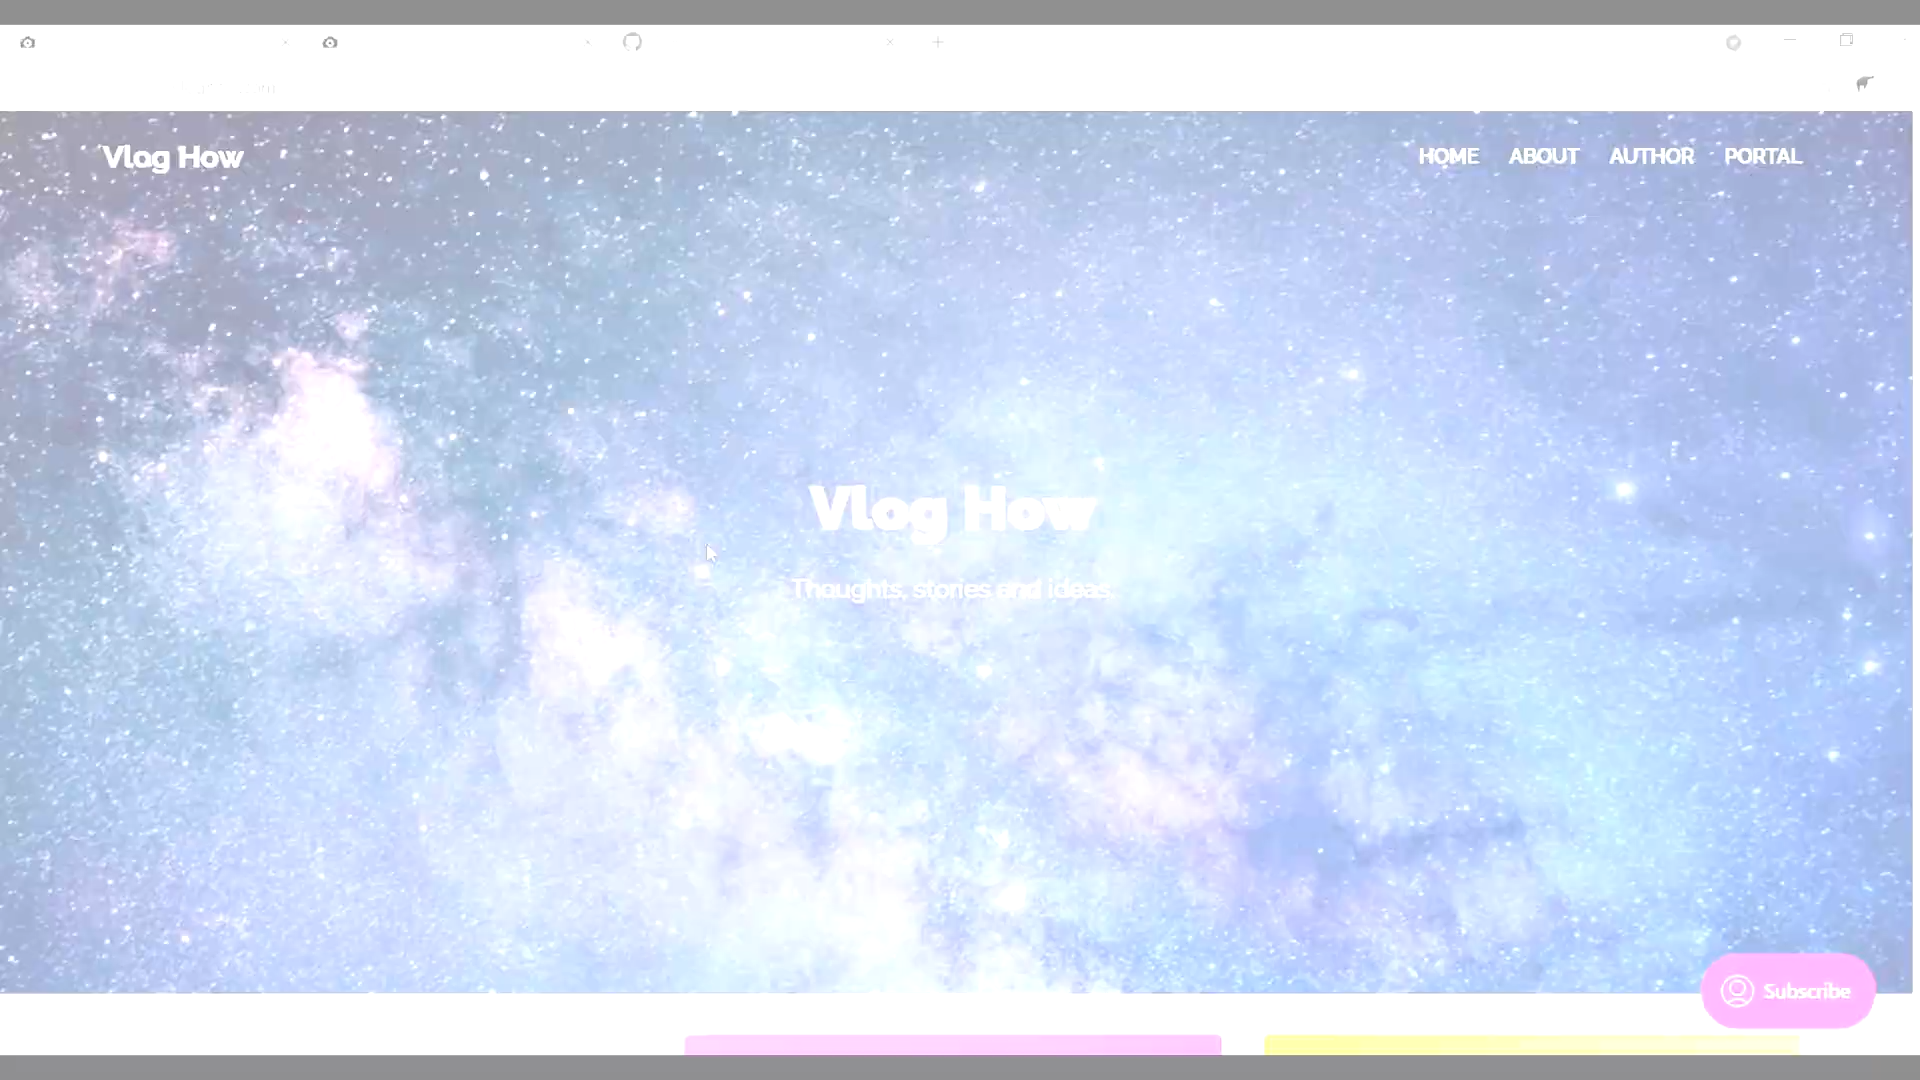 Vlog How
HOME ABOUT AUTHOR PORTAL
Vlog How
Thoughts, stories and ideas.
Subscribe